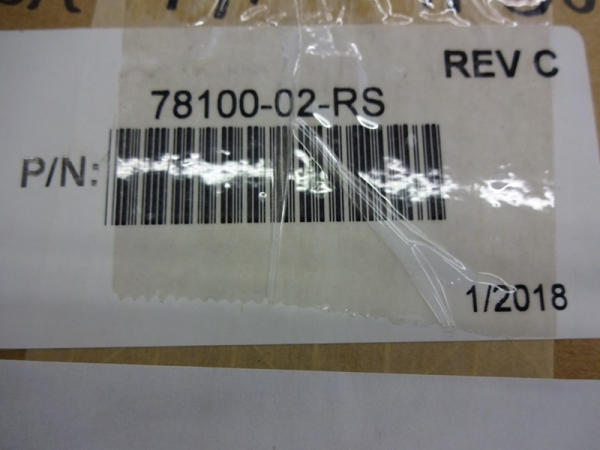 REV C
78100-02-RS
P/N:
1/2018